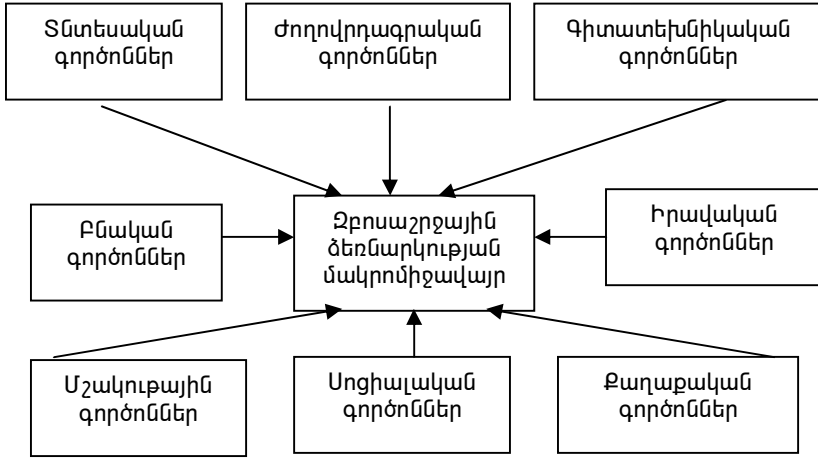 Տնտեսական
գործոններ
Ժողովրդագրական
գործոններ
Գիտատեխնիկական
գործոններ
Բնական
գործոններ
Զբոսաշրջային
ձեռնարկության
մակրոմիջավայր
Իրավական
գործոններ
Մշակութային
գործոններ
Սոցիալական
գործոններ
Քաղաքական
գործոններ